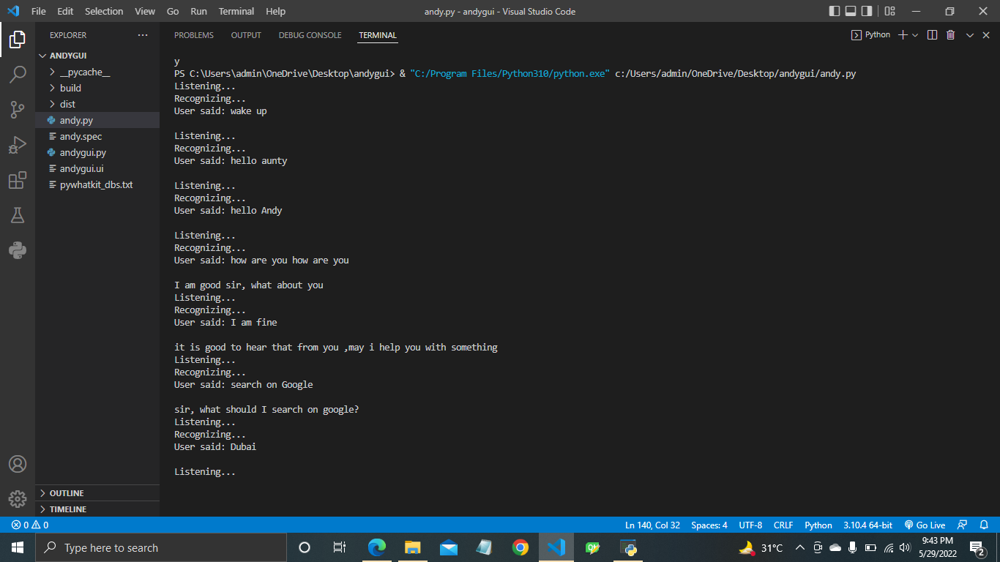 File Edit Selection View Go Run Terminal Help
andy.py - andygui - Visual Studio Code
EXPLORER
ANDYGUI
__pycache__
build
dist
andy.py
andy.spec
andygui.py
andygui.ui
pywhatkit_dbs.txt
OUTLINE
TIMELINE
PROBLEMS OUTPUT DEBUG CONSOLE TERMINAL
Python
y
PS C:\Users\admin\OneDrive\Desktop\andygui> & "C:/Program Files/Python310/python.exe" c:/Users/admin/OneDrive/Desktop/andygui/andy.py
Listening...
Recognizing...
User said: wake up
Listening...
Recognizing...
User said: hello aunty
Listening...
Recognizing...
User said: hello Andy
Listening...
Recognizing...
User said: how are you how are you
I am good sir, what about you
Listening...
Recognizing...
User said: I am fine
it is good to hear that from you ,may i help you with something
Listening...
Recognizing...
User said: search on Google
sir, what should I search on google?
Listening...
Recognizing...
User said: Dubai
Listening...
0 0
Ln 140, Col 32 Spaces: 4 UTF-8 CRLF Python 3.10.4 64-bit Go Live
Type here to search
31°C
9:43 PM
5/29/2022
2